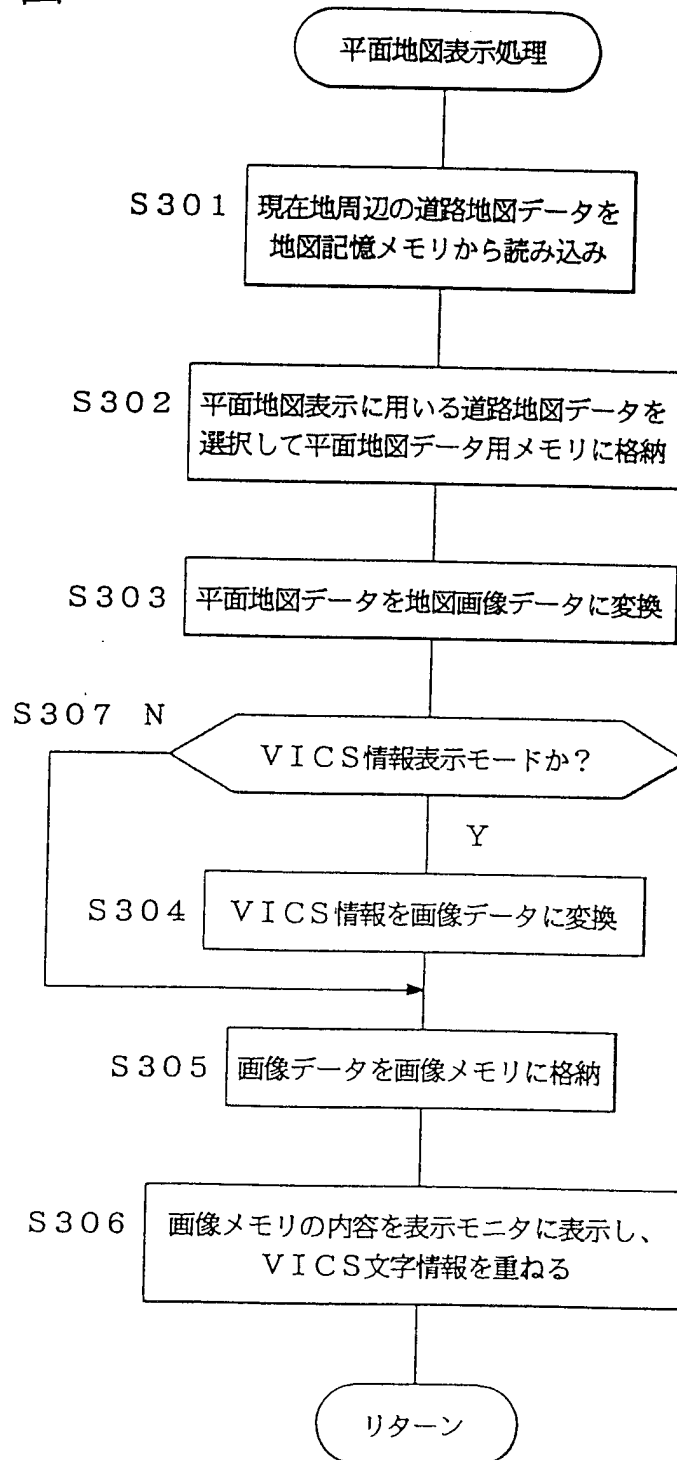 図
平面地図表示処理
S301
現在地周辺の道路地図データを
地図記憶メモリから読み込み
S302
平面地図表示に用いる道路地図データを
選択して平面地図データ用メモリに格納
S303
平面地図データを地図画像データに変換
S307 N
VICS情報表示モードか?
Y
S304
VICS情報を画像データに変換
S305
画像データを画像メモリに格納
S306
画像メモリの内容を表示モニタに表示し、
VICS文字情報を重ねる
リターン